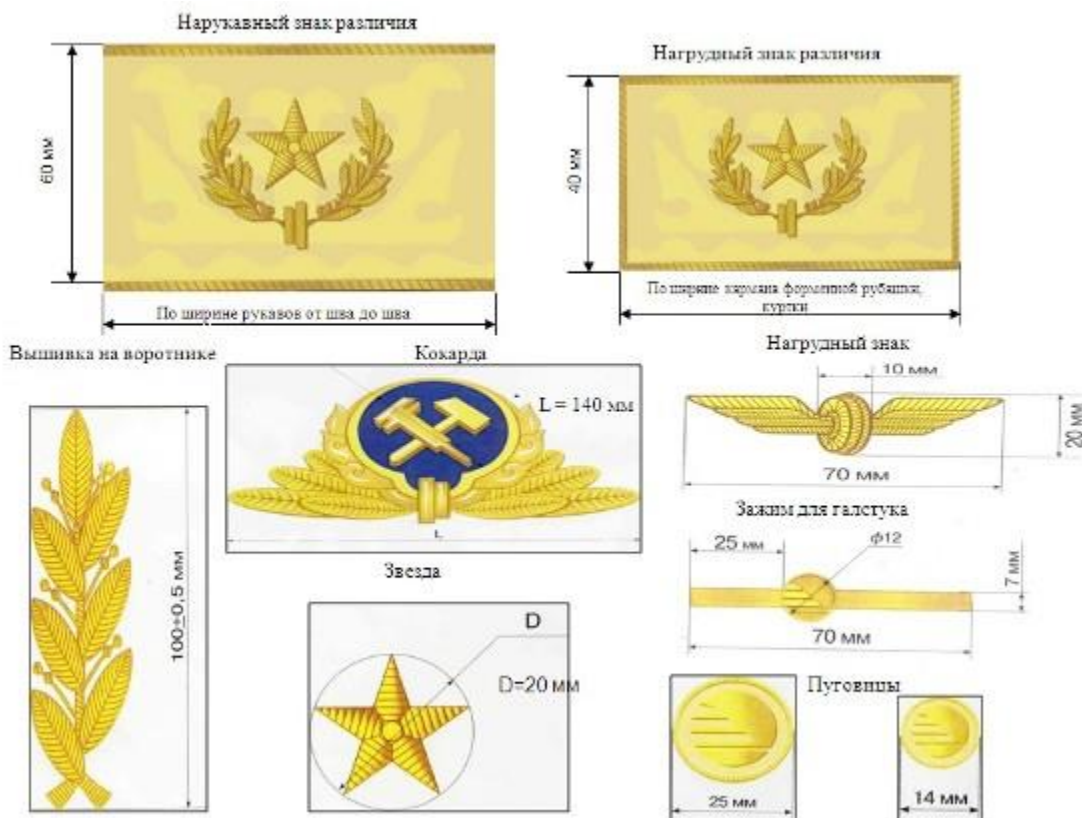 Нарукавный знак различия
Нагрудный знак различия
60 мм
40 мм
По ширине рукавов от шва до шва
По ширине кармана форменной рубашки,
куртки
Вышивка на воротнике
Кокарда
Нагрудный знак
L = 140 мм
10 мм
20 мм
70 мм
L
100±0,5 мм
Звезда
D
D=20 мм
Зажим для галстука
25 мм
ф12
7 мм
70 мм
Пуговицы
25 мм
14 мм